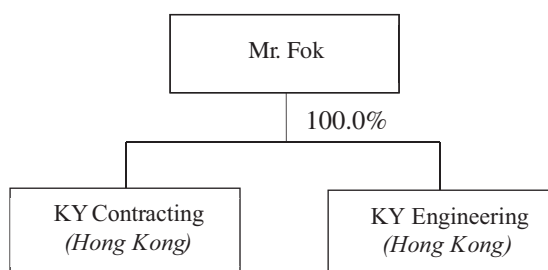 Mr. Fok
100.0%
KY Contracting
(Hong Kong)
KY Engineering
(Hong Kong)